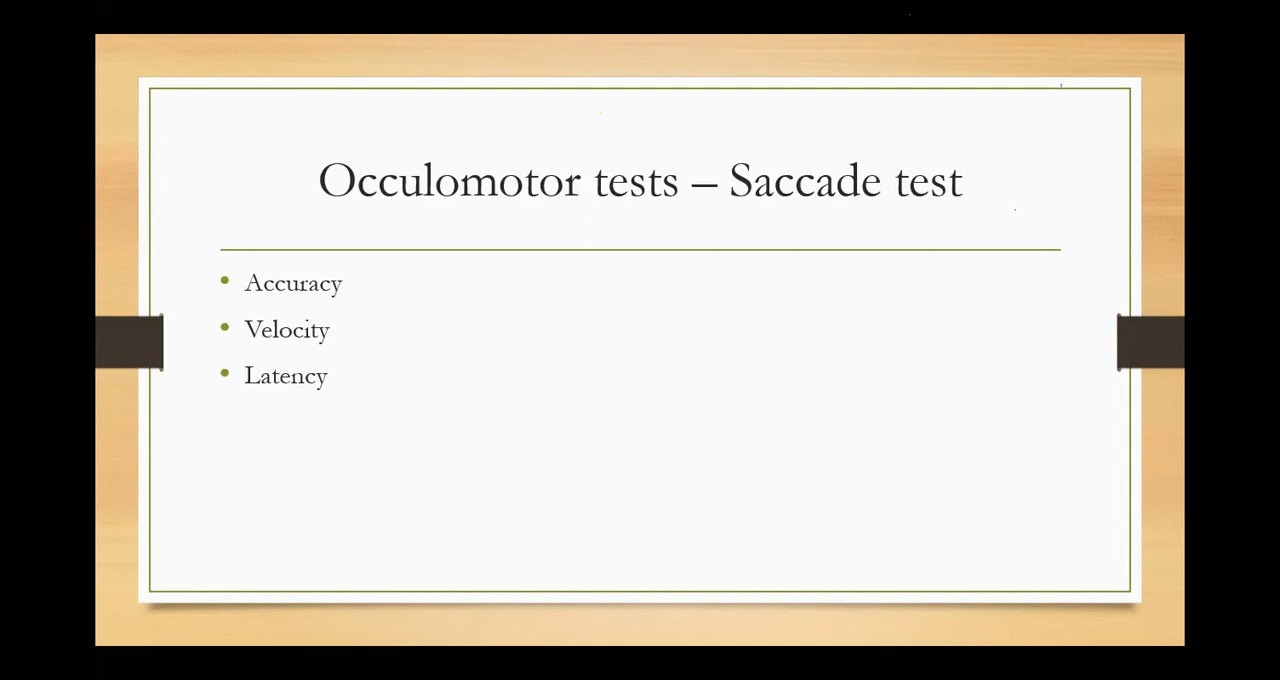 Occulomotor tests – Saccade test
• Accuracy
• Velocity
• Latency